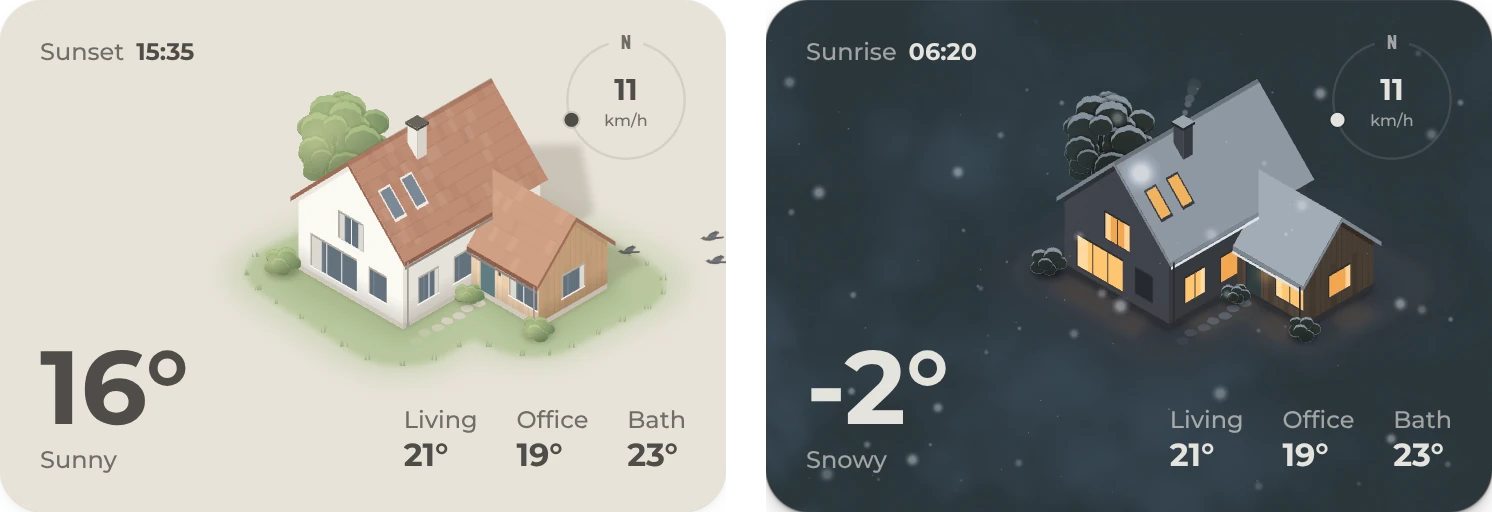 Sunset 15:35
N
11
km/h
16°
Sunny
Living Office Bath
21° 19° 23°
Sunrise 06:20
N
11
km/h
-2°
Snowy
Living Office Bath
21° 19° 23°